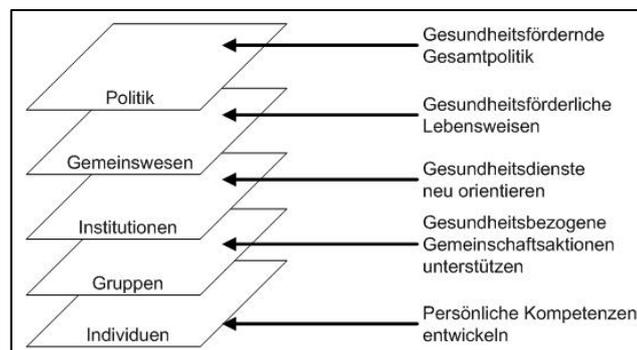 Gesundheitsfördernde
Gesamtpolitik
Politik
Gesundheitsförderliche
Lebensweisen
Gemeinswesen
Gesundheitsdienste
neu orientieren
Institutionen
Gesundheitsbezogene
Gemeinschaftsaktionen
unterstützen
Gruppen
Persönliche Kompetenzen
entwickeln
Individuen